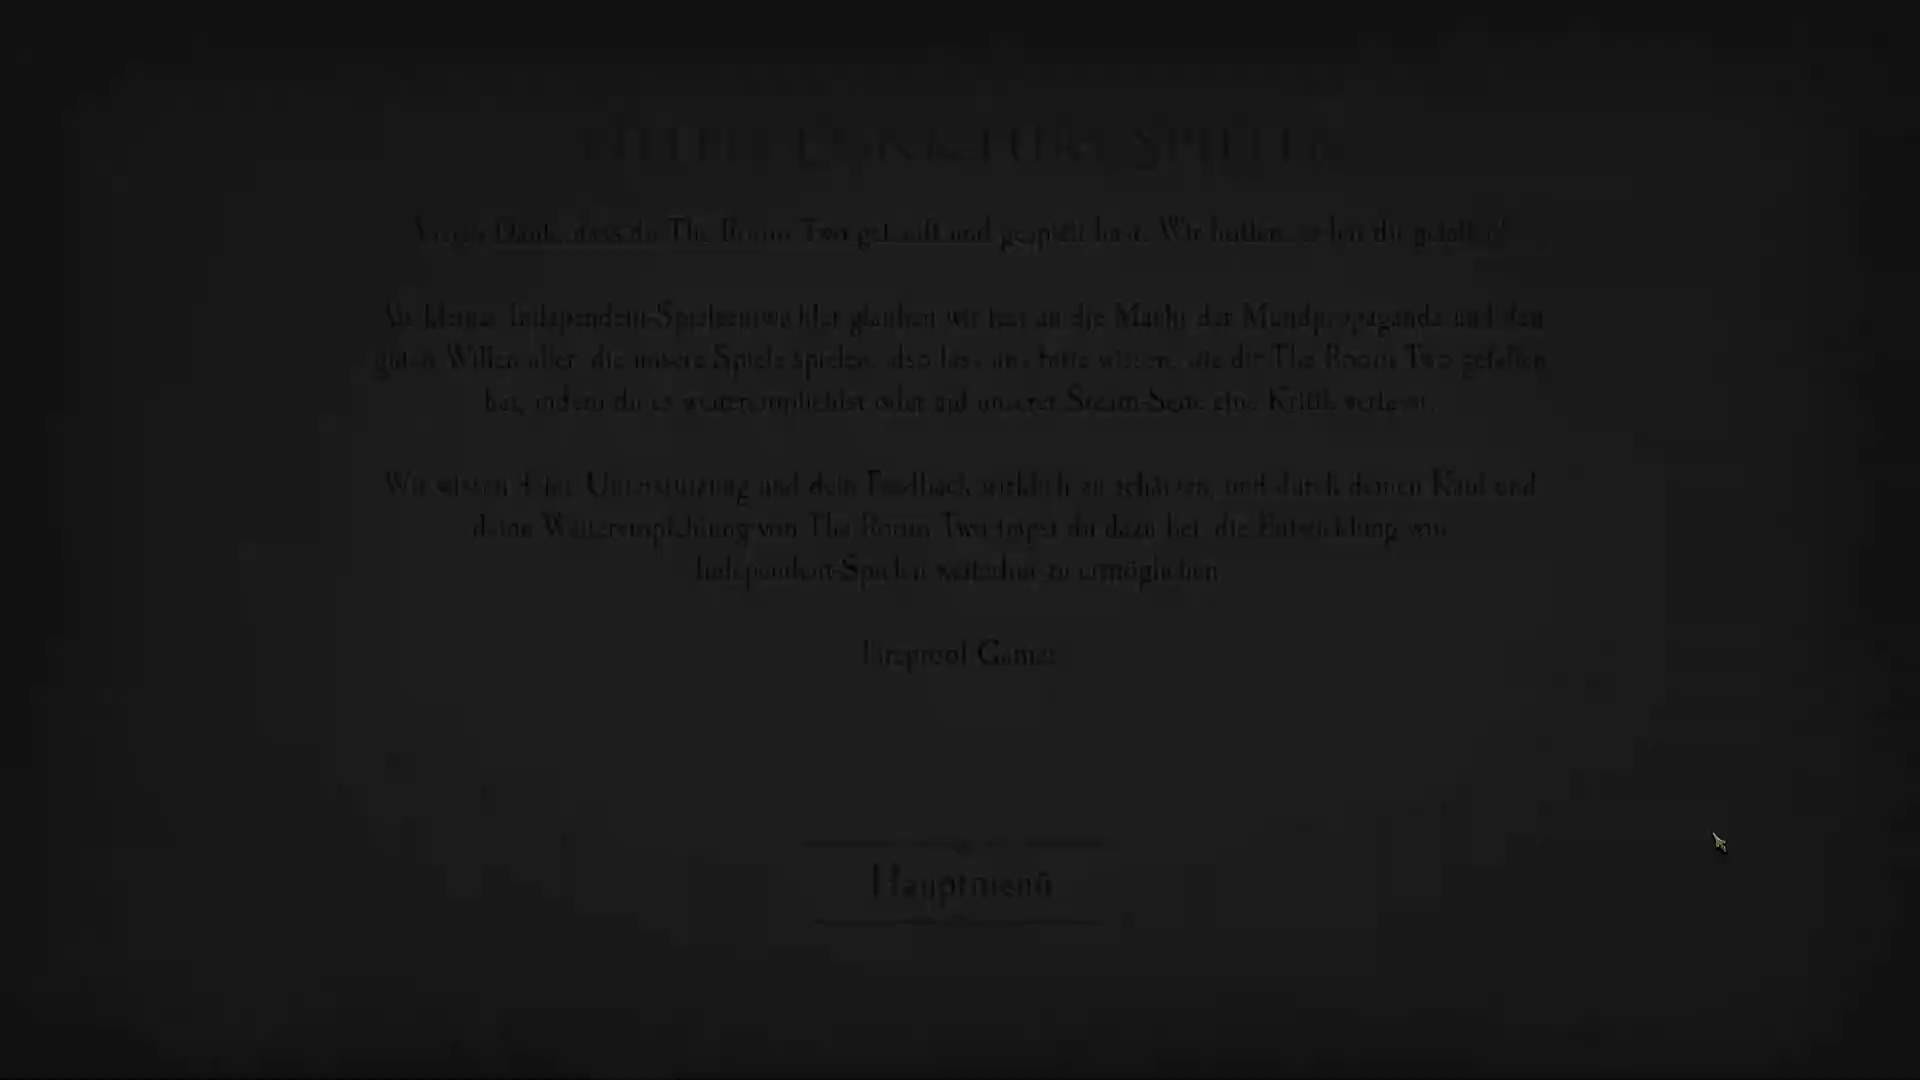 VIELEN DANK FÜRS SPIELEN
Vielen Dank, dass du The Room Two gekauft und gespielt hast. Wir hoffen, es hat dir gefallen!
Als kleiner Independent-Spielentwickler glauben wir fest an die Macht der Mundpropaganda und den
guten Willen aller, die unsere Spiele spielen, also lass uns bitte wissen, wie dir The Room Two gefallen
hat, indem du es weiterempfiehlst oder auf unserer Steam-Seite eine Kritik verfasst.
Wir wissen deine Unterstützung und dein Feedback wirklich zu schätzen, und durch deinen Kauf und
deine Weiterempfehlung von The Room Two trägst du dazu bei, die Entwicklung von
Independent-Spielen weiterhin zu ermöglichen.
Fireproof Games
Hauptmenü